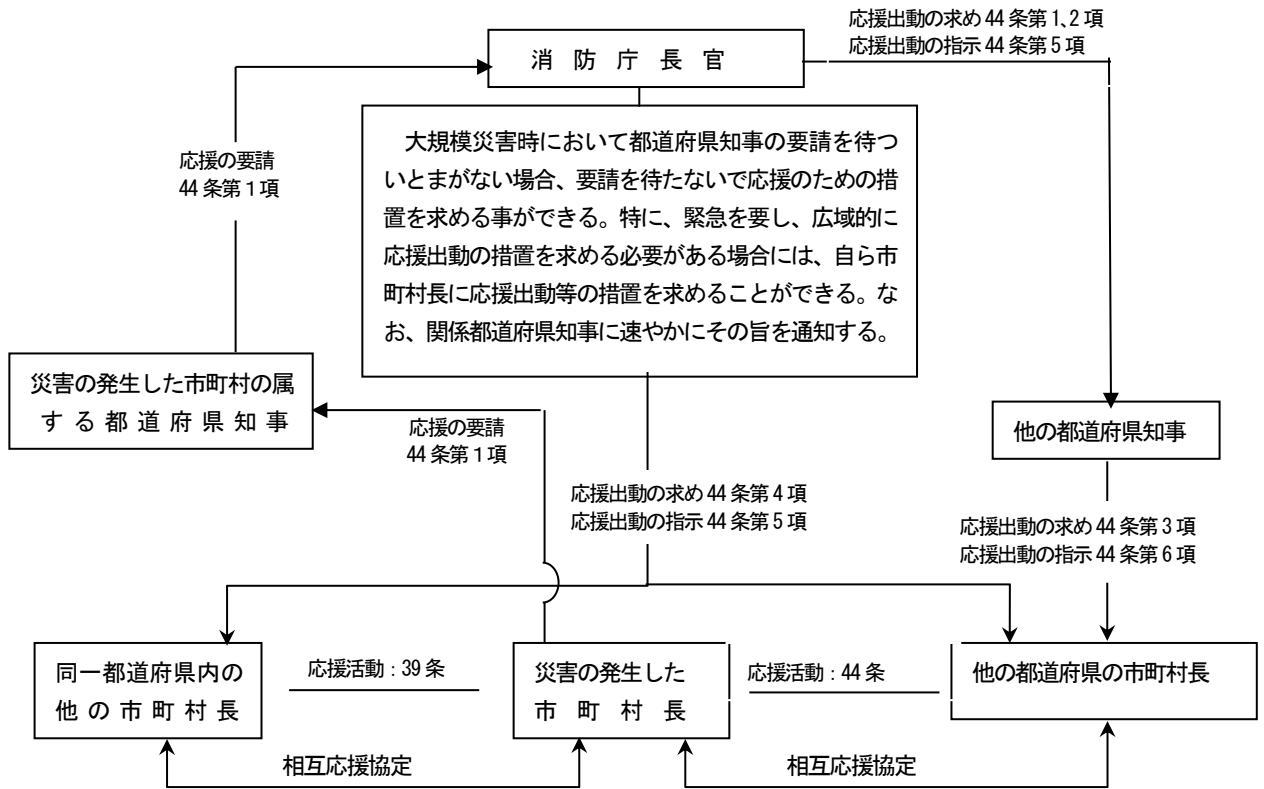 応援出動の求め 44 条第 1、2 項
応援出動の指示 44 条第 5 項
消 防 庁 長 官
応援の要請
44 条第 1 項
大規模災害時において都道府県知事の要請を待つ
いとまがない場合、要請を待たないで応援のための措
置を求める事ができる。特に、緊急を要し、広域的に
応援出動の措置を求める必要がある場合には、自ら市
町村長に応援出動等の措置を求めることができる。な
お、関係都道府県知事に速やかにその旨を通知する。
災害の発生した市町村の属
す る 都 道 府 県 知 事
応援の要請
44 条第 1 項
他の都道府県知事
応援出動の求め 44 条第 4 項
応援出動の指示 44 条第 5 項
応援出動の求め 44 条第 3 項
応援出動の指示 44 条第 6 項
同一都道府県内の
他 の 市 町 村 長
応援活動：39 条
災害の発生した
市 町 村 長
応援活動：44 条
他の都道府県の市町村長
相互応援協定
相互応援協定